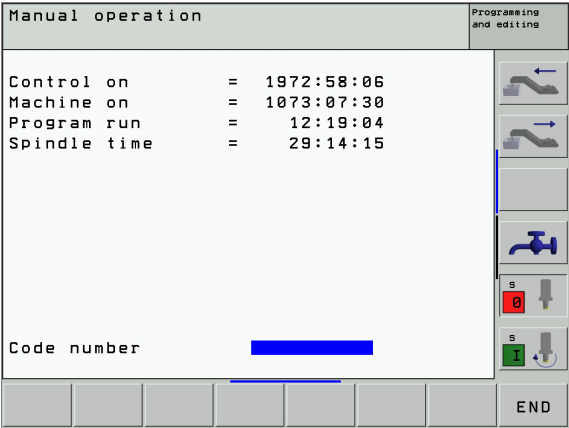 Manual operation
Programming
and editing
Control on = 1972:58:06
Machine on = 1073:07:30
Program run = 12:19:04
Spindle time = 29:14:15
S
0
S
I
Code number
END